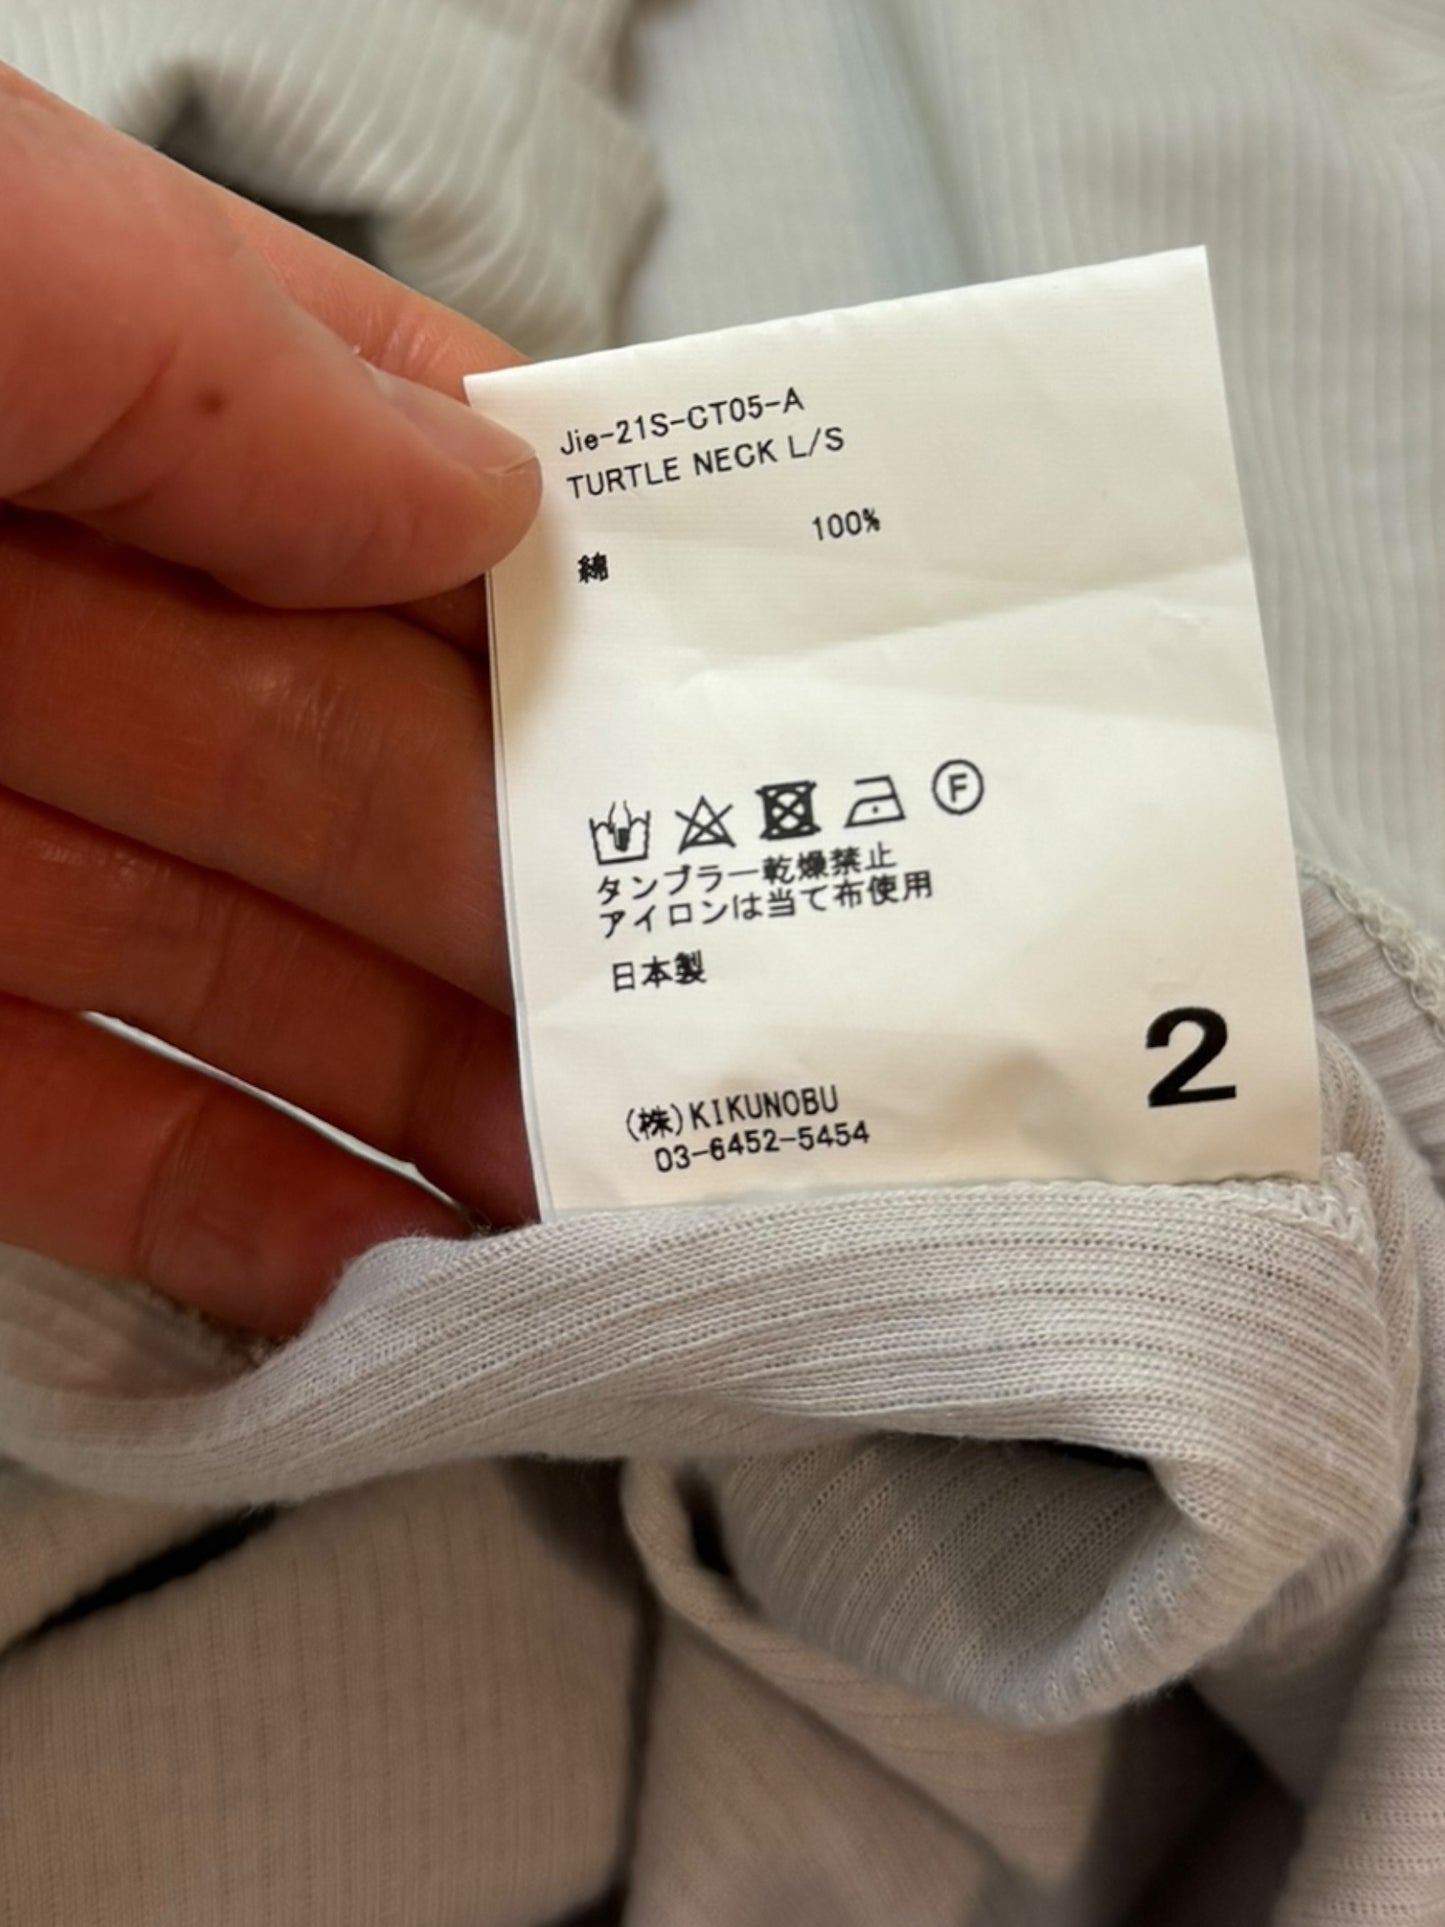 Jie-21S-CT05-A
TURTLE NECK L/S
綿 100%
F
タンブラー乾燥禁止
アイロンは当て布使用
日本製
2
(株)KIKUNOBU
03-6452-5454